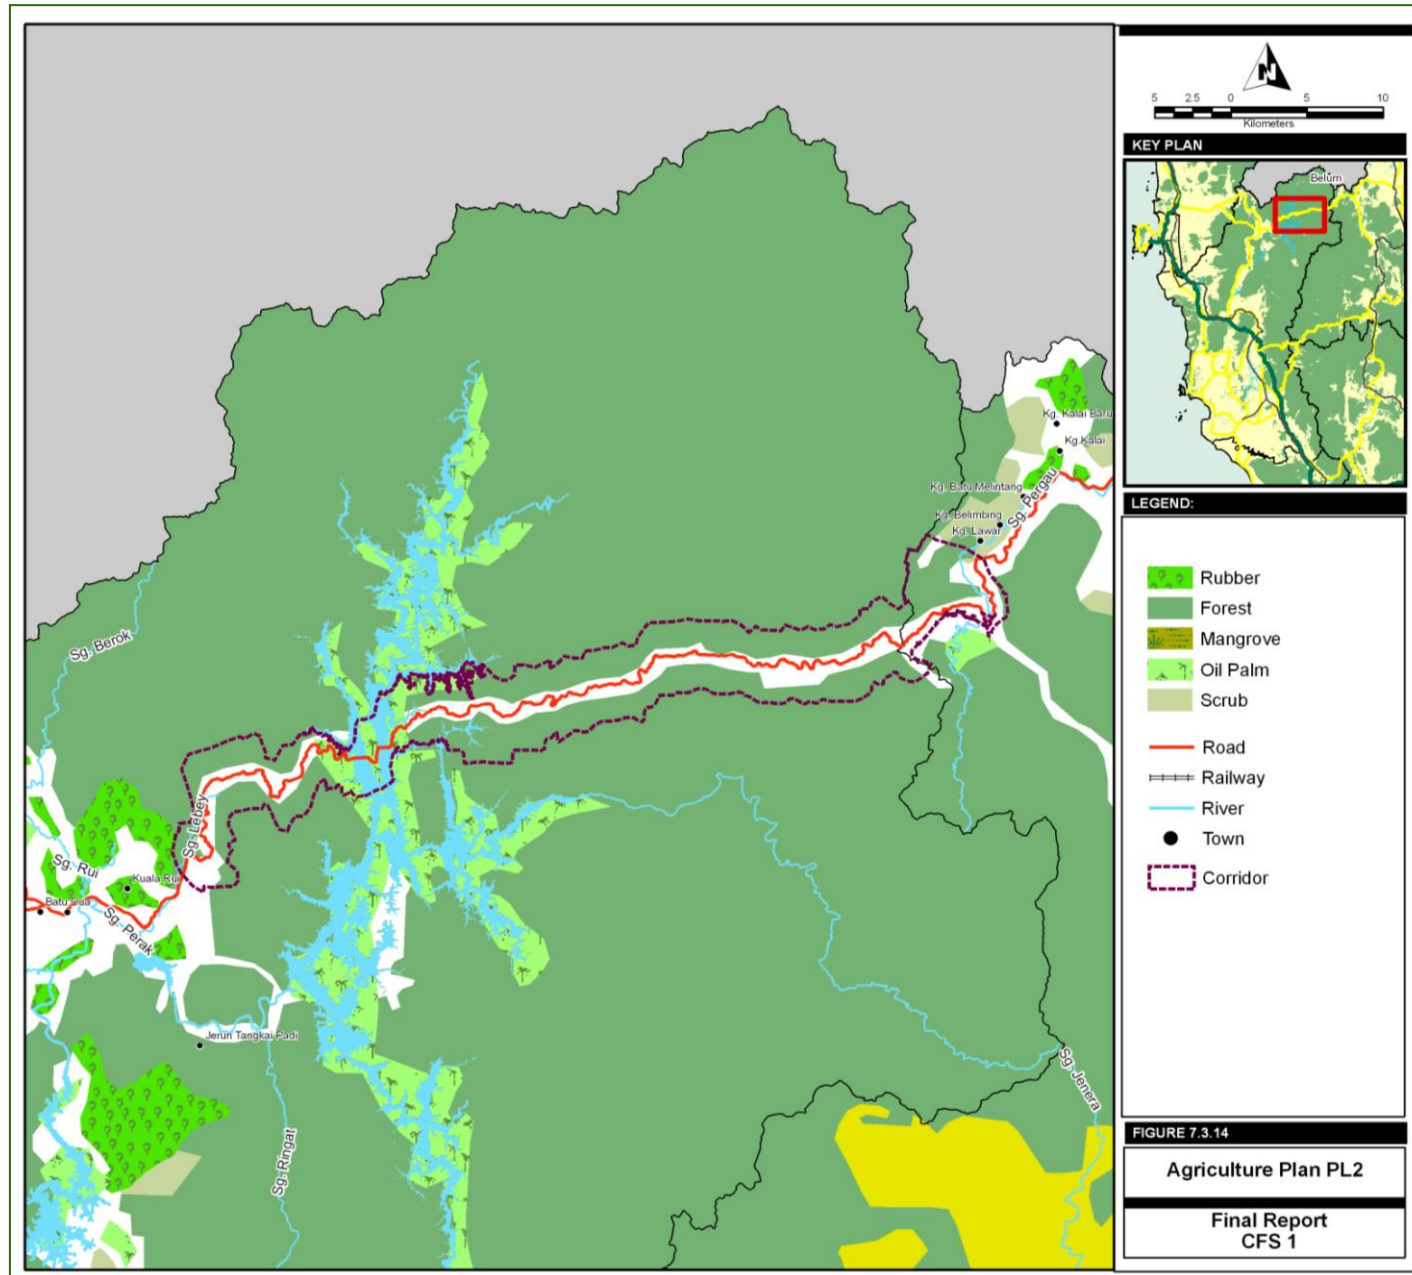 N
5 2.5 0 5 10
Kilometers
KEY PLAN
Belum
LEGEND:
Rubber
Forest
Mangrove
Oil Palm
Scrub
Road
Railway
River
Town
Corridor
FIGURE 7.3.14
Agriculture Plan PL2
Final Report
CFS 1
Kg. Kalai Baru
Kg.Kalai
Kg. Batu Melintang
Sg. Pergau
Kg. Belimbing
Kg. Lawar
Sg. Berok
Sg. Lebey
Sg. Rui
Kuala Rui
Batu Dua
Sg. Perak
Jerun Tangkai Padi
Sg. Ringat
Sg. Jenera